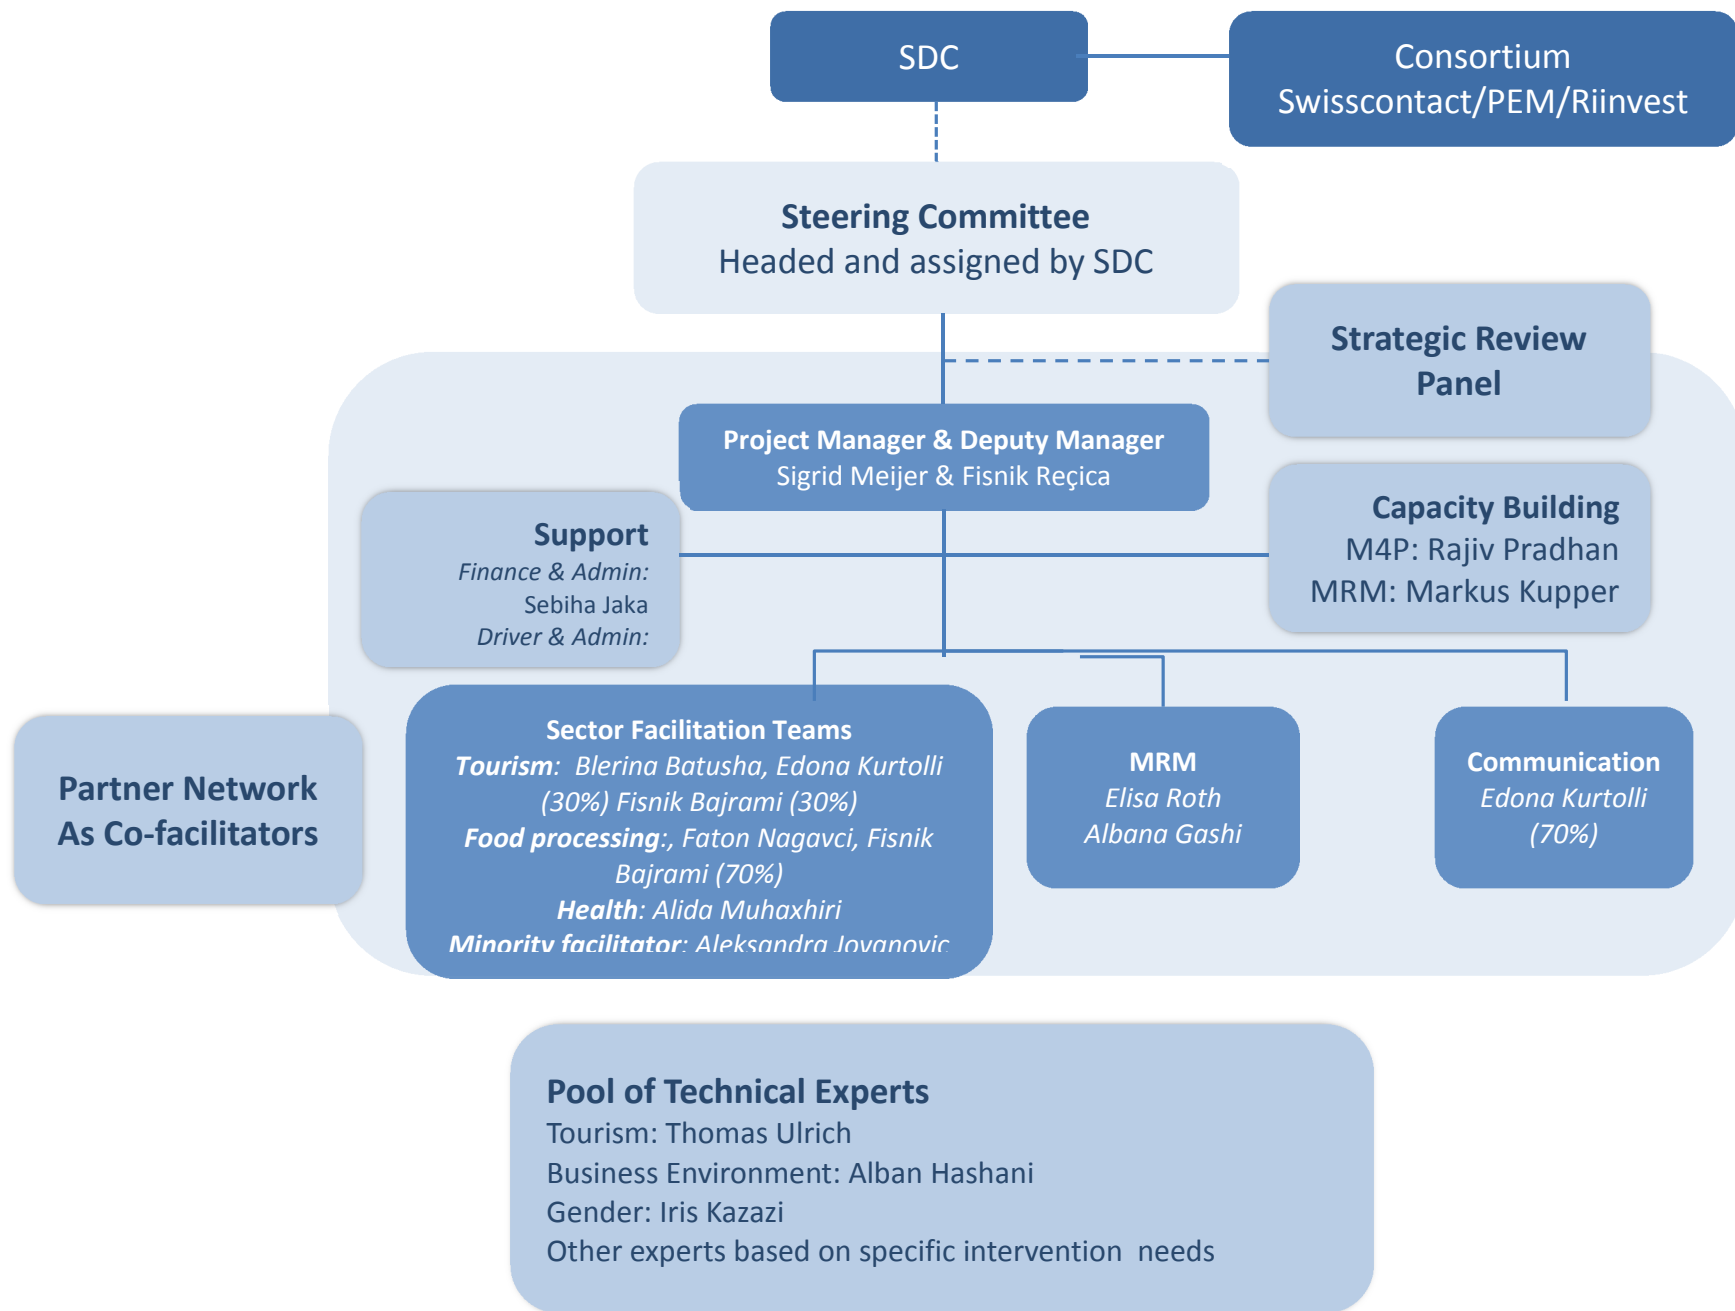 SDC
Consortium
Swisscontact/PEM/Riinvest
Steering Committee
Headed and assigned by SDC
Strategic Review
Panel
Project Manager & Deputy Manager
Sigrid Meijer & Fisnik Reçica
Support
Finance & Admin:
Sebiha Jaka
Driver & Admin:
Capacity Building
M4P: Rajiv Pradhan
MRM: Markus Kupper
Partner Network
As Co-facilitators
Sector Facilitation Teams
Tourism:  Blerina Batusha, Edona Kurtolli
(30%) Fisnik Bajrami (30%)
Food processing:, Faton Nagavci, Fisnik
Bajrami (70%)
Health: Alida Muhaxhiri
Minority facilitator: Aleksandra Jovanovic
MRM
Elisa Roth
Albana Gashi
Communication
Edona Kurtolli
(70%)
Pool of Technical Experts
Tourism: Thomas Ulrich
Business Environment: Alban Hashani
Gender: Iris Kazazi
Other experts based on specific intervention  needs